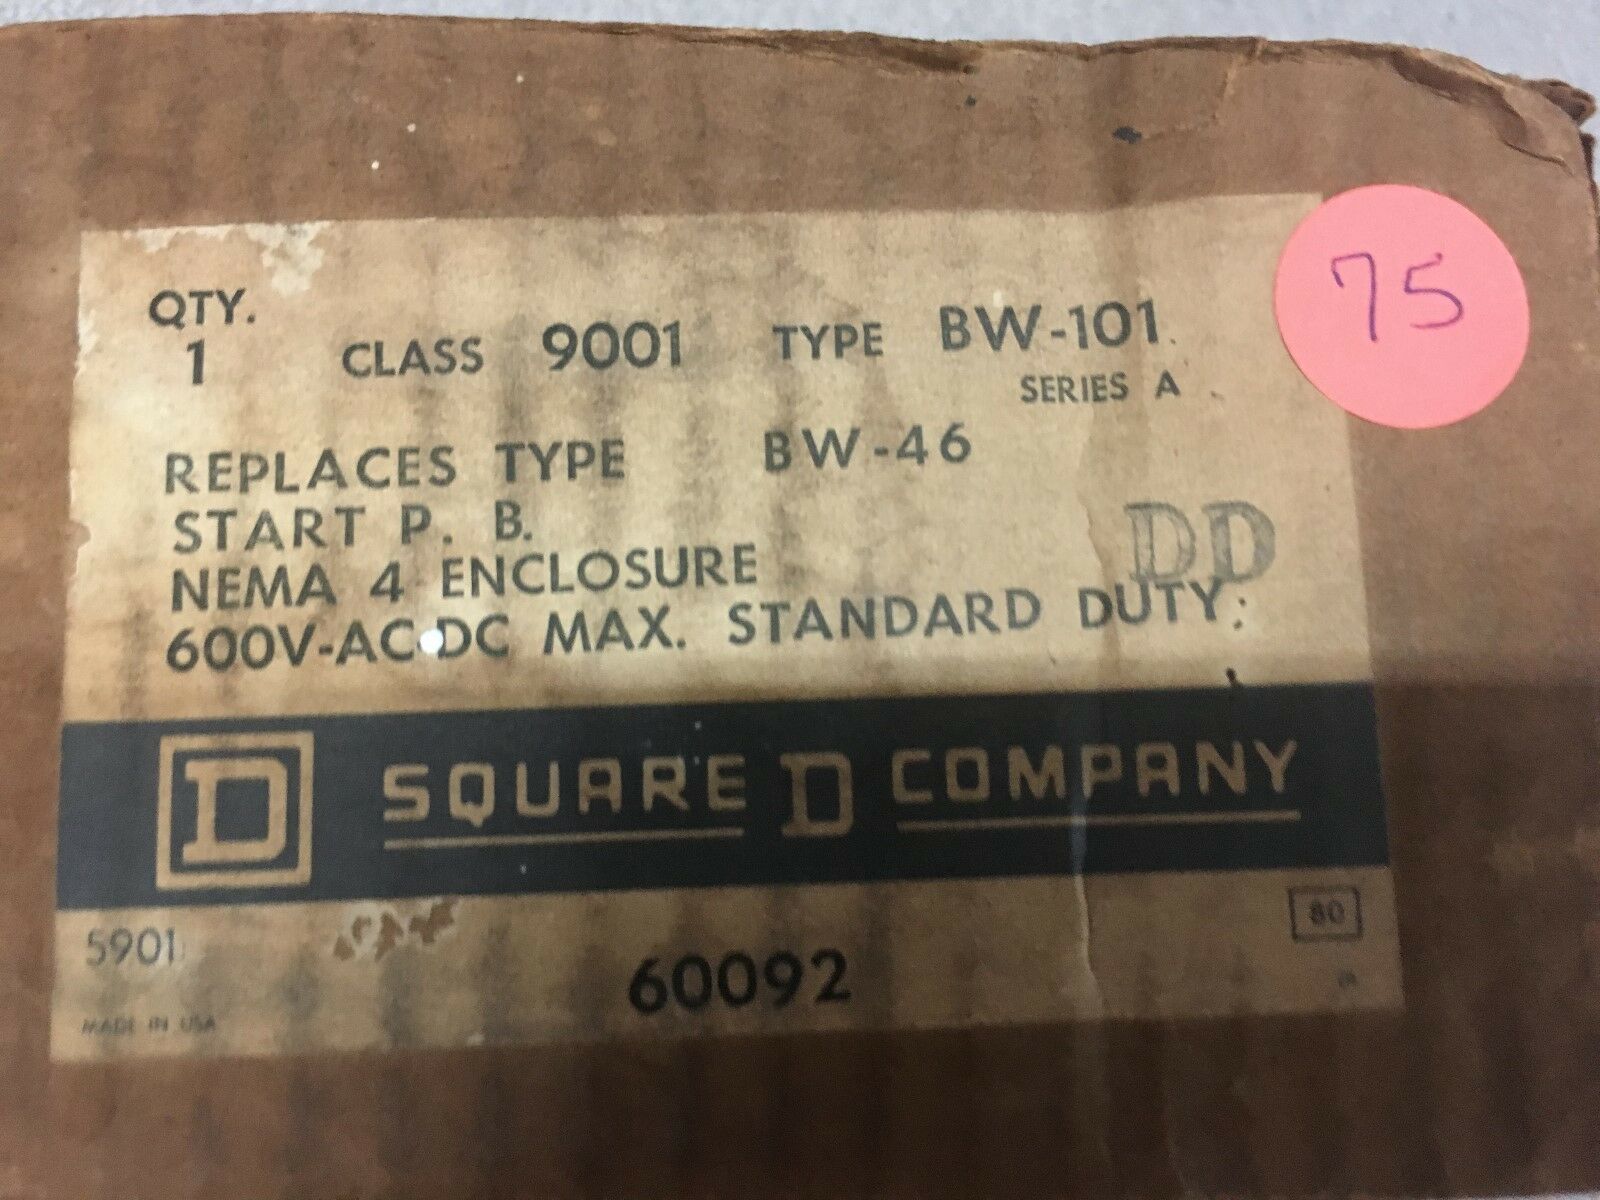 QTY.
1 CLASS 9001 TYPE BW-101
SERIES A
75
REPLACES TYPE BW-46
START P. B.
DD
NEMA 4 ENCLOSURE
600V-AC-DC MAX. STANDARD DUTY
D SQUARE D COMPANY
5901
80
60092
MADE IN USA